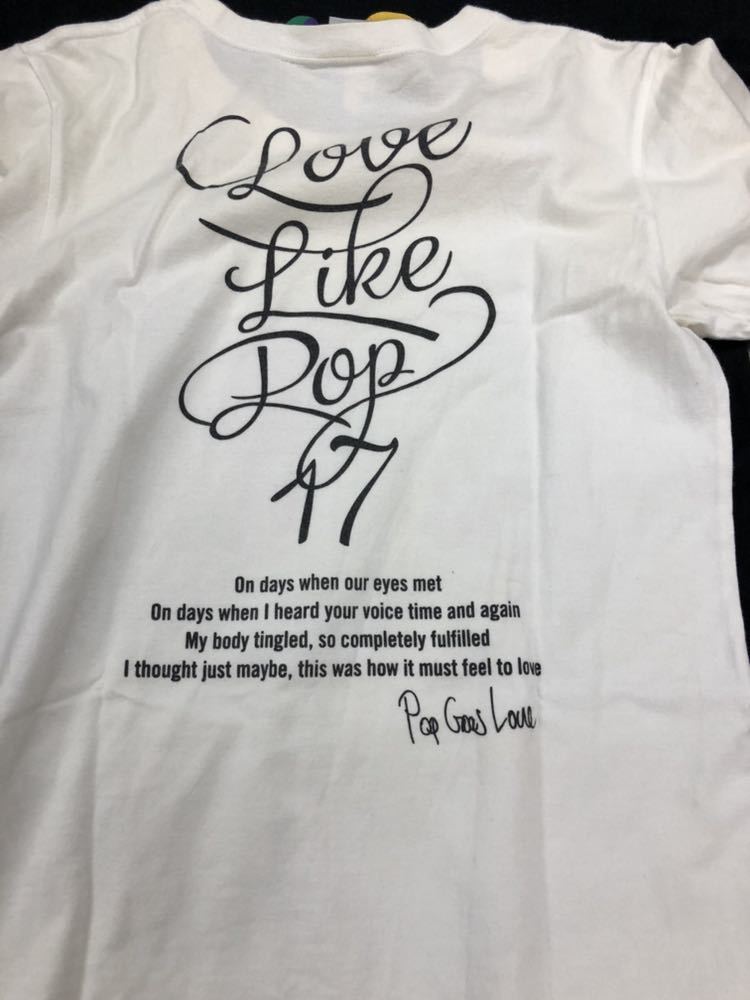 Love
Like
Pop
17
On days when our eyes met
On days when I heard your voice time and again
My body tingled, so completely fulfilled
I thought just maybe, this was how it must feel to love
Pop Goes Love